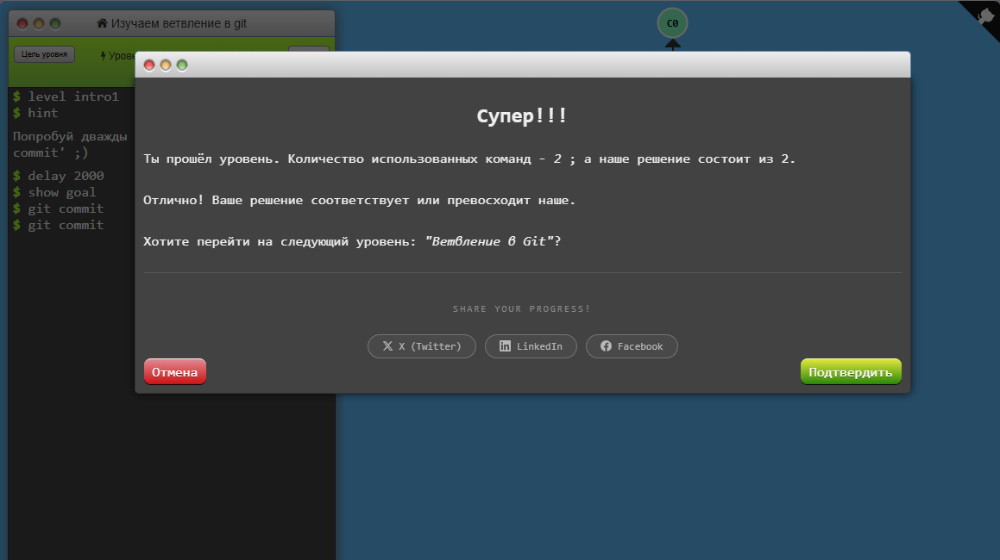 Изучаем ветвление в git
C0
Цель уровня
Уров
$ level intro1
$ hint
Попробуй дважды
commit' ;)
$ delay 2000
$ show goal
$ git commit
$ git commit
Супер!!!
Ты прошёл уровень. Количество использованных команд - 2 ; а наше решение состоит из 2.
Отлично! Ваше решение соответствует или превосходит наше.
Хотите перейти на следующий уровень: "Ветвление в Git"?
SHARE YOUR PROGRESS!
X (Twitter)
LinkedIn
Facebook
Отмена
Подтвердить